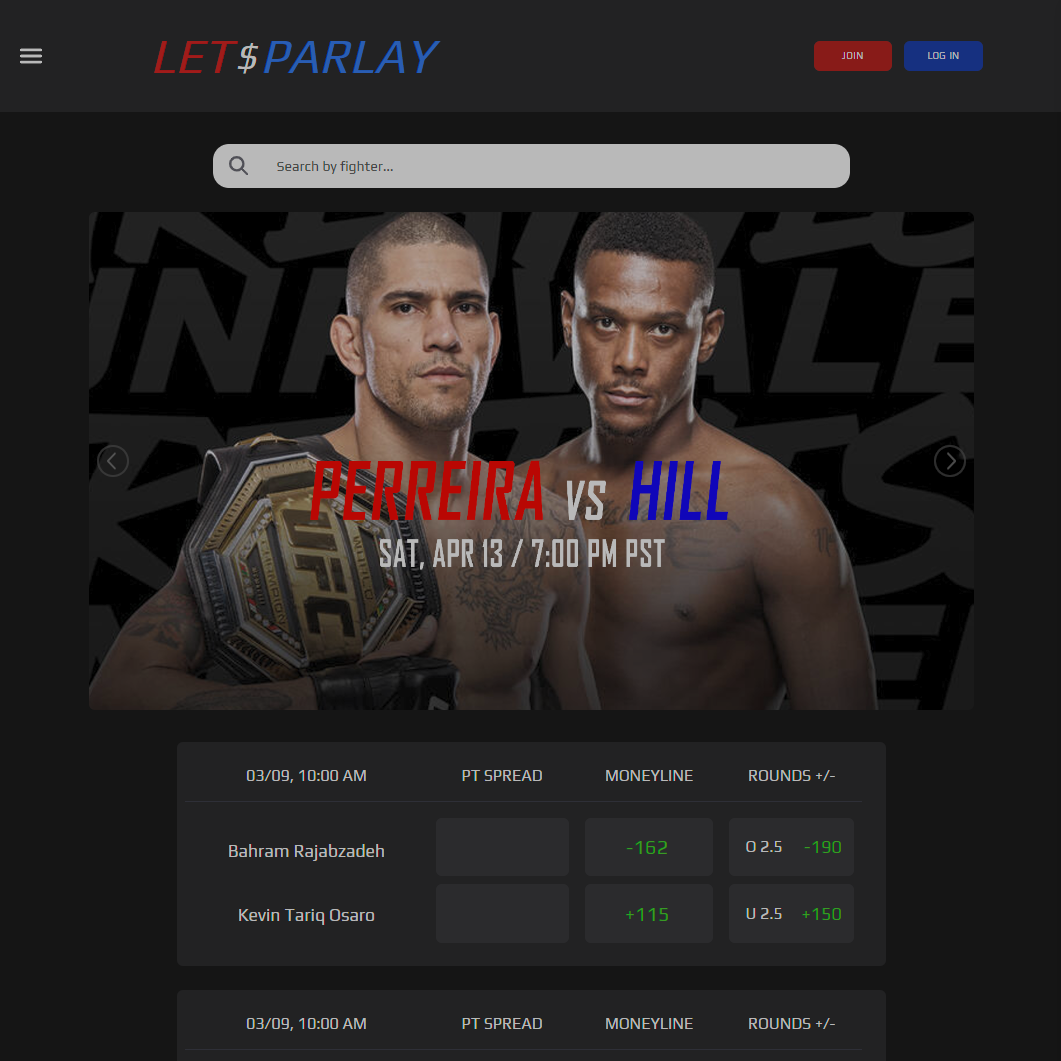 LET$PARLAY
JOIN
LOG IN
Search by fighter...
PERREIRA VS HILL
SAT, APR 13 / 7:00 PM PST
UFC
03/09, 10:00 AM PT SPREAD MONEYLINE ROUNDS +/-
Bahram Rajabzadeh -162 O 2.5 -190
Kevin Tariq Osaro +115 U 2.5 +150
03/09, 10:00 AM PT SPREAD MONEYLINE ROUNDS +/-